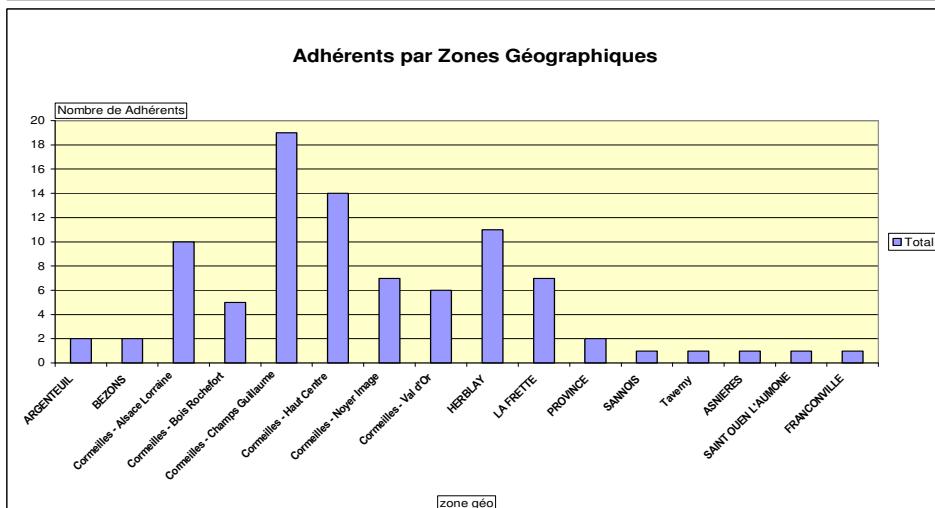 Adhérents par Zones Géographiques
Nombre de Adhérents
20
18
16
14
12
10
8
6
4
2
0
Total
ARGENTEUIL
BEZONS
Cormeilles - Alsace Lorraine
Cormeilles - Bois Rochefort
Cormeilles - Champs Guillaume
Cormeilles - Haut Centre
Cormeilles - Noyer Image
Cormeilles - Val d'Or
HERBLAY
LA FRETTE
PROVINCE
SANNOIS
Taverny
ASNIERES
SAINT OUEN L'AUMONE
FRANCONVILLE
zone géo